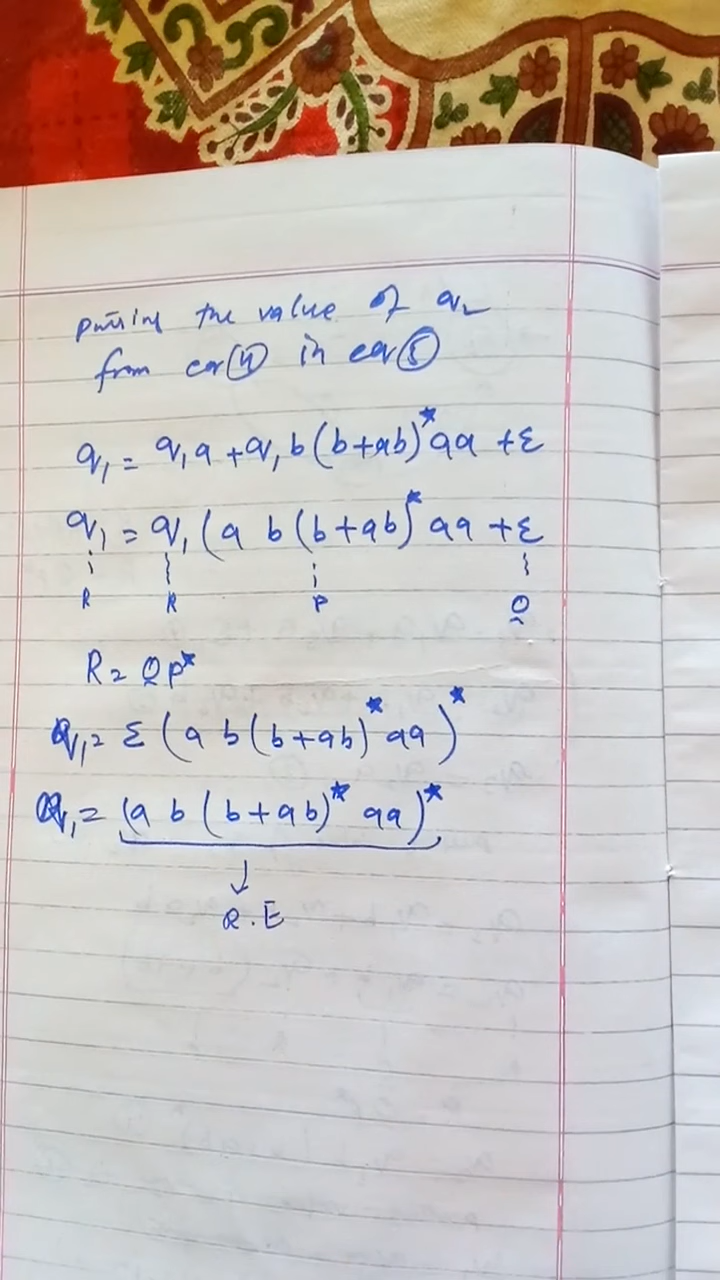 putting the value of q₂
from eq(4) in eq(5)
q₁ = q₁a + q₁b(b+ab)*aa + ε
q₁ = q₁(a b(b+ab)*aa + ε
R R P Q
R = QP*
q₁ = ε(a b(b+ab)*aa)*
q₁ = (a b(b+ab)*aa)*
↓
R.E